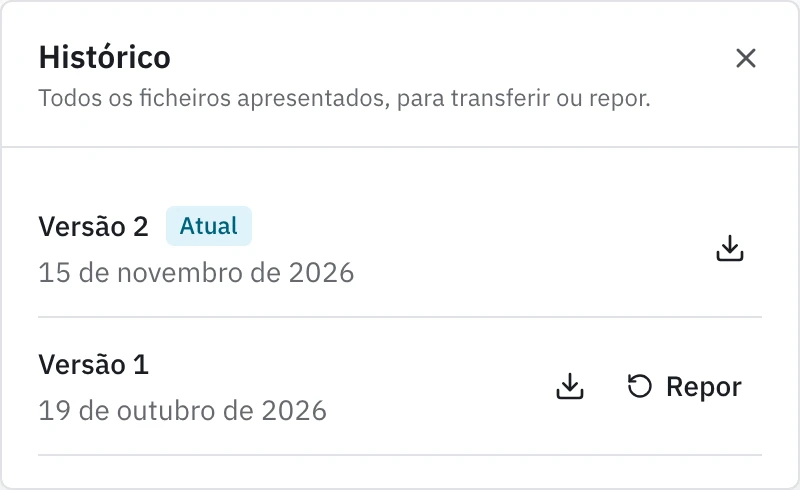 Histórico
Todos os ficheiros apresentados, para transferir ou repor.
Versão 2 Atual
15 de novembro de 2026
Versão 1
19 de outubro de 2026
Repor